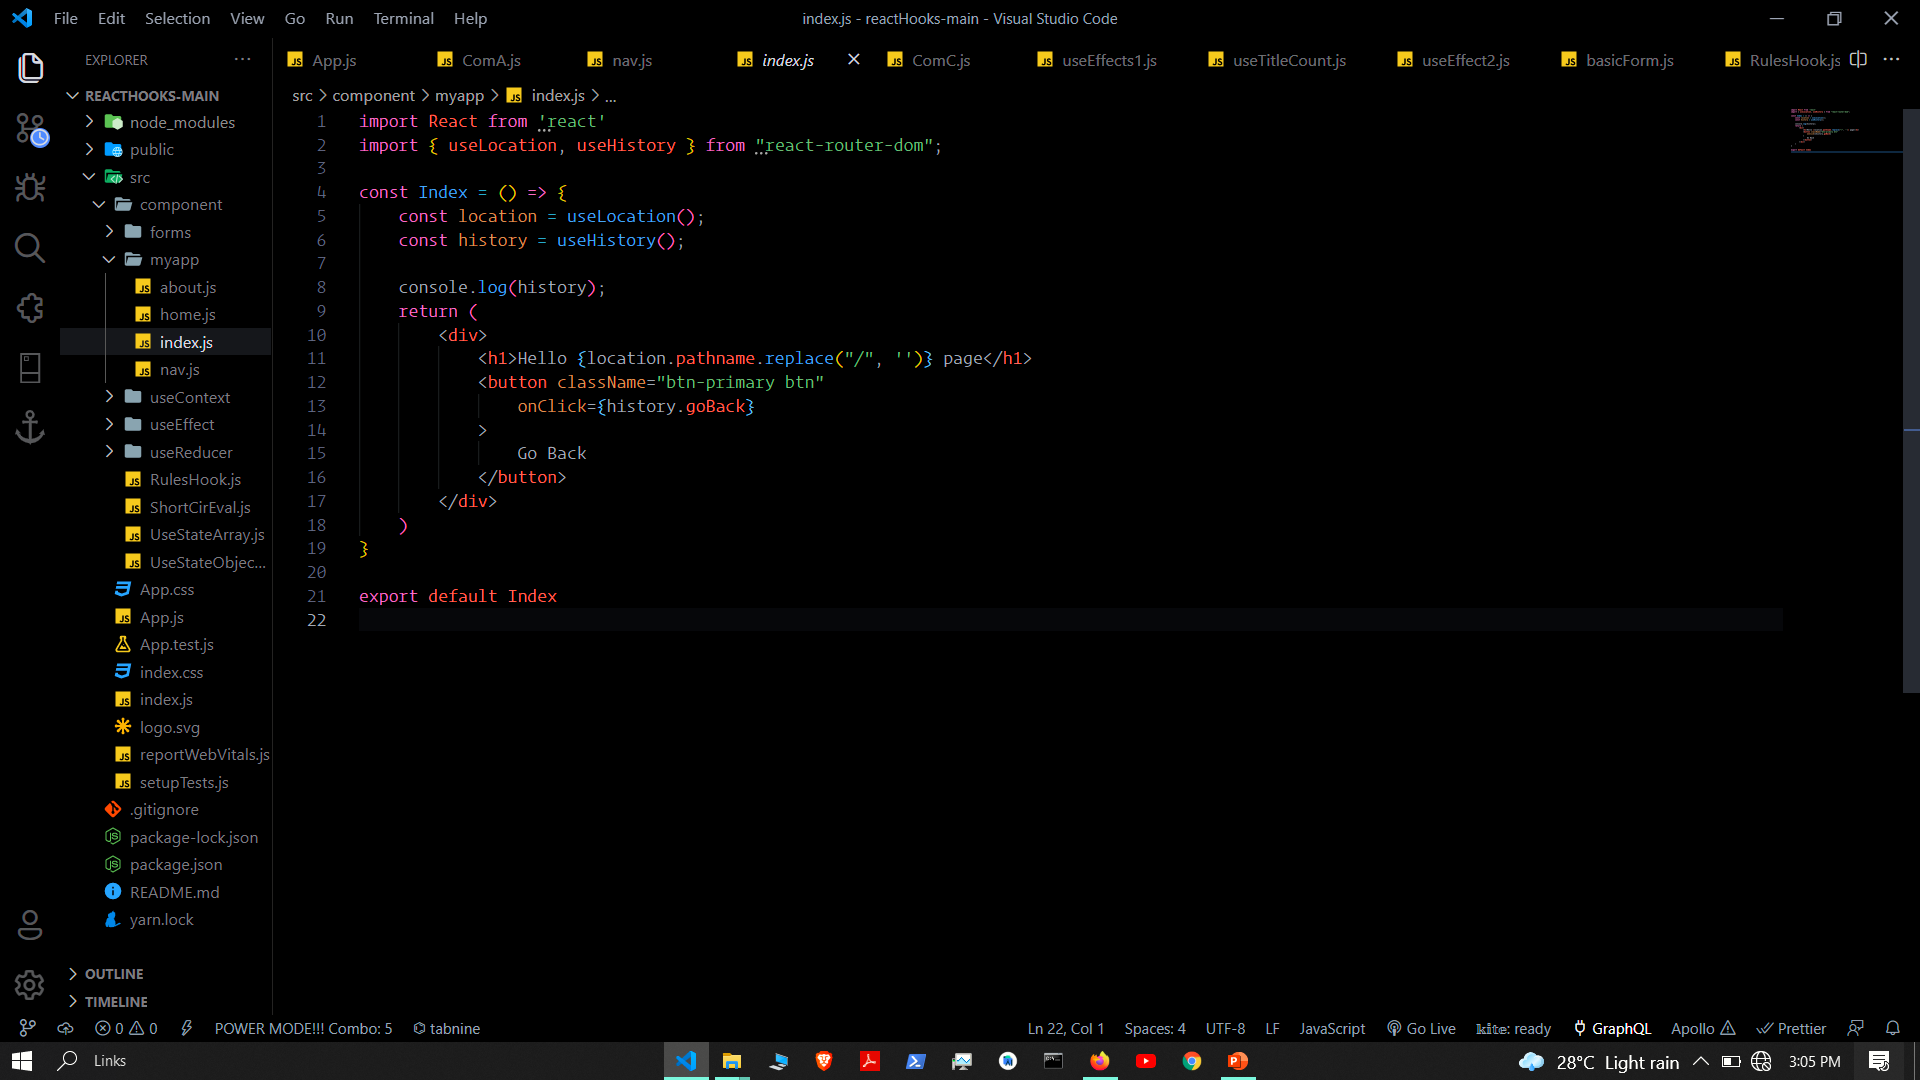 File Edit Selection View Go Run Terminal Help
index.js - reactHooks-main - Visual Studio Code
EXPLORER
REACTHOOKS-MAIN
node_modules
public
src
component
forms
myapp
about.js
home.js
index.js
nav.js
useContext
useEffect
useReducer
RulesHook.js
ShortCirEval.js
UseStateArray.js
UseStateObjec...
App.css
App.js
App.test.js
index.css
index.js
logo.svg
reportWebVitals.js
setupTests.js
.gitignore
package-lock.json
package.json
README.md
yarn.lock
OUTLINE
TIMELINE
App.js ComA.js nav.js index.js ComC.js useEffects1.js useTitleCount.js useEffect2.js basicForm.js RulesHook.js
src > component > myapp > index.js > ...
1 import React from 'react'
2 import { useLocation, useHistory } from "react-router-dom";
3
4 const Index = () => {
5 const location = useLocation();
6 const history = useHistory();
7
8 console.log(history);
9 return (
10 <div>
11 <h1>Hello {location.pathname.replace("/", '')} page</h1>
12 <button className="btn-primary btn"
13 onClick={history.goBack}
14 >
15 Go Back
16 </button>
17 </div>
18 )
19 }
20
21 export default Index
22
0 0 POWER MODE!!! Combo: 5 tabnine
Ln 22, Col 1 Spaces: 4 UTF-8 LF JavaScript Go Live kite: ready GraphQL Apollo Prettier
Links
28°C Light rain 3:05 PM